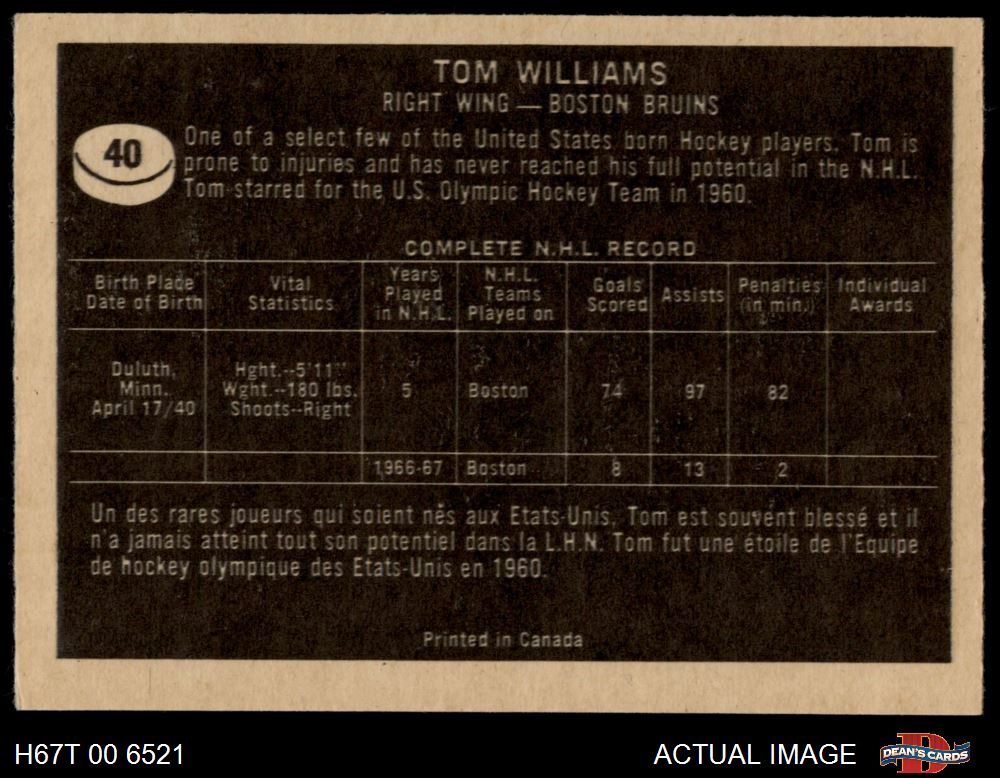 TOM WILLIAMS
RIGHT WING — BOSTON BRUINS
40
One of a select few of the United States born Hockey players, Tom is
prone to injuries and has never reached his full potential in the N.H.L.
Tom starred for the U.S. Olympic Hockey Team in 1960.
COMPLETE N.H.L. RECORD
Birth Place Date of Birth | Vital Statistics | Years Played in N.H.L. | N.H.L. Teams Played on | Goals Scored | Assists | Penalties (in min.) | Individual Awards
Duluth, Minn. April 17/40 | Hght.--5'11" Wght.--180 lbs. Shoots--Right | 5 | Boston | 74 | 97 | 82
1966-67 | Boston | 8 | 13 | 2
Un des rares joueurs qui soient nés aux Etats-Unis, Tom est souvent blessé et il
n'a jamais atteint tout son potentiel dans la L.H.N. Tom fut une étoile de l'Equipe
de hockey olympique des Etats-Unis en 1960.
Printed in Canada
H67T 00 6521
ACTUAL IMAGE
DEAN'S CARDS